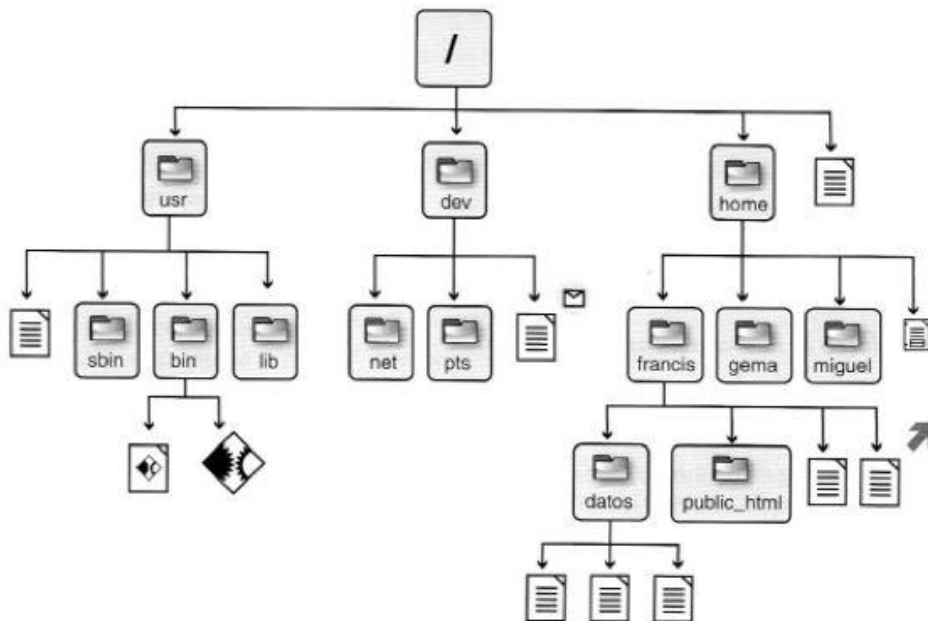 /
usr
dev
home
sbin
bin
lib
net
pts
francis
gema
miguel
datos
public_html